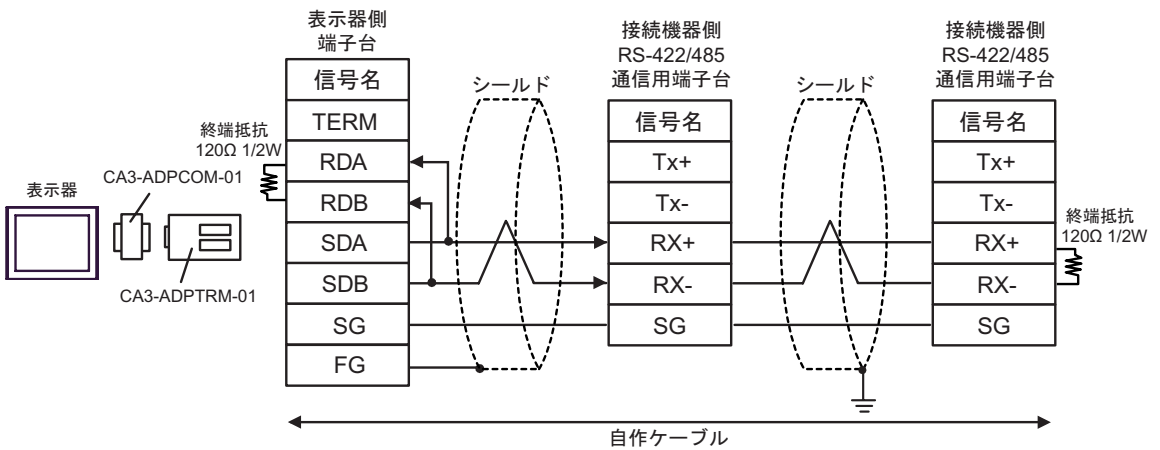 表示器側
端子台
信号名
TERM
RDA
RDB
SDA
SDB
SG
FG
終端抵抗
120Ω 1/2W
CA3-ADPCOM-01
表示器
CA3-ADPTRM-01
シールド
接続機器側
RS-422/485
通信用端子台
信号名
Tx+
Tx-
RX+
RX-
SG
シールド
接続機器側
RS-422/485
通信用端子台
信号名
Tx+
Tx-
RX+
RX-
SG
終端抵抗
120Ω 1/2W
自作ケーブル